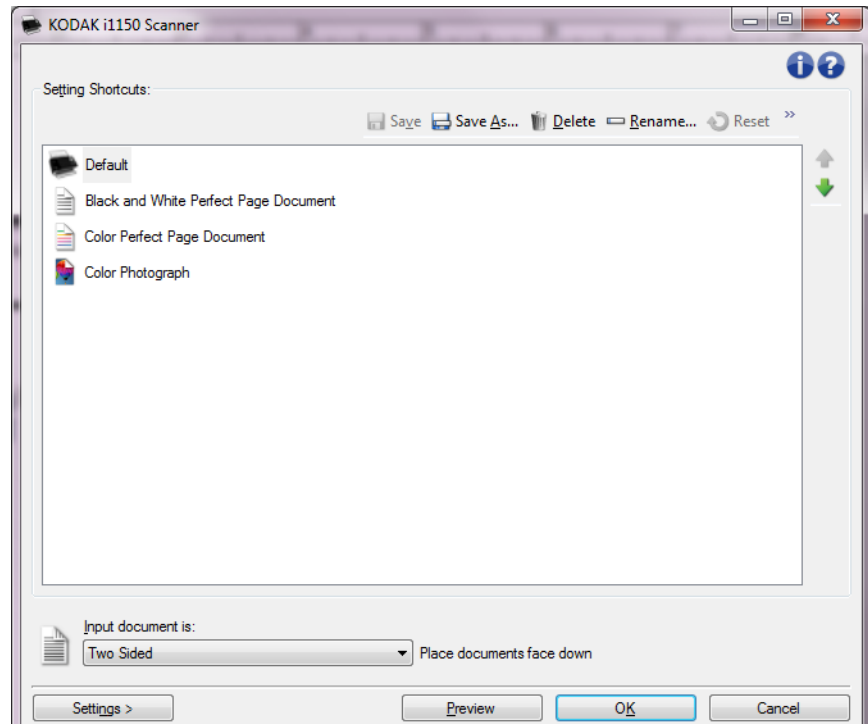 KODAK i1150 Scanner
Setting Shortcuts:
Save Save As... Delete Rename... Reset »
Default
Black and White Perfect Page Document
Color Perfect Page Document
Color Photograph
Input document is:
Two Sided Place documents face down
Settings > Preview OK Cancel